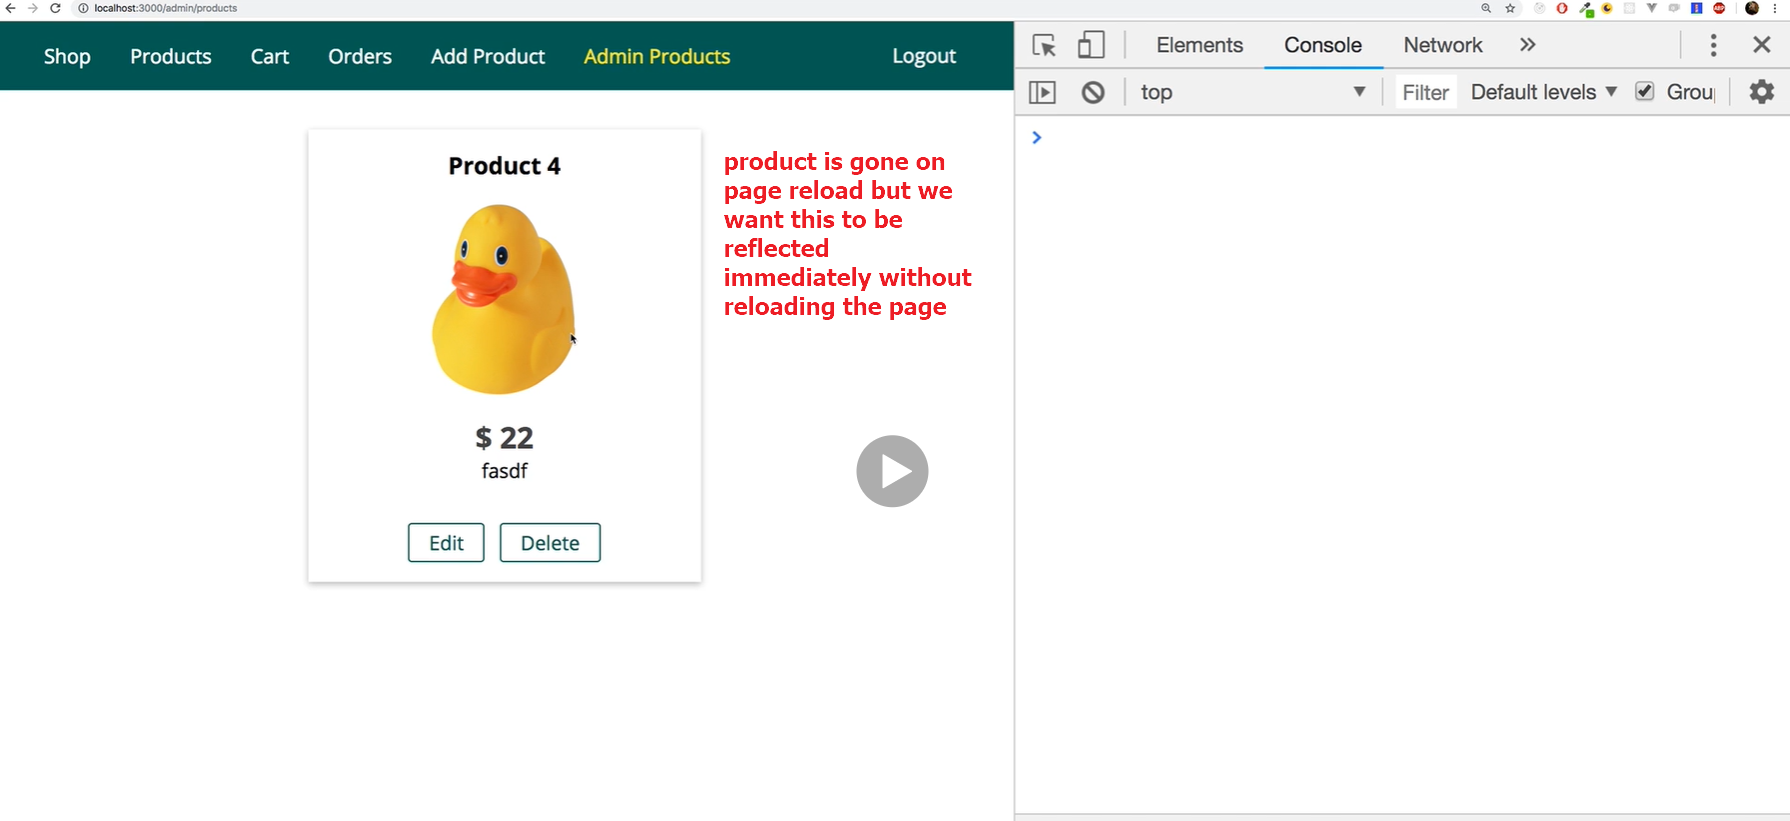 localhost:3000/admin/products
Shop Products Cart Orders Add Product Admin Products Logout
Elements Console Network
top Filter Default levels Grou
Product 4
product is gone on
page reload but we
want this to be
reflected
immediately without
reloading the page
$ 22
fasdf
Edit Delete